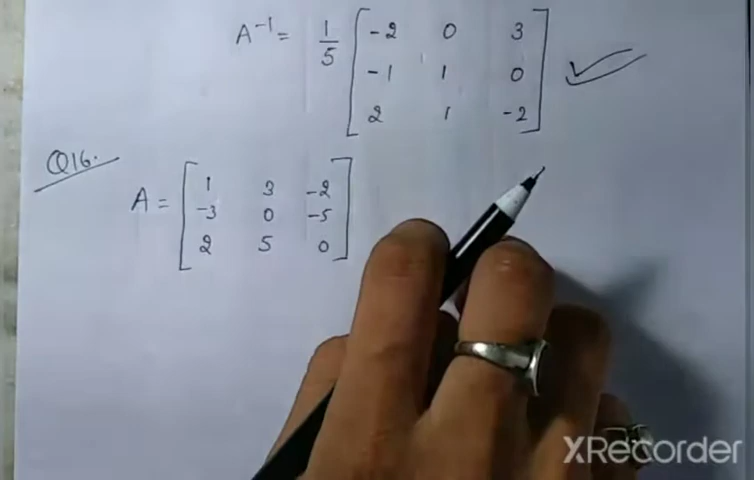 A⁻¹ = 1/5 [ -2 0 3
-1 1 0
2 1 -2 ]
Q16.
A = [ 1 3 -2
-3 0 -5
2 5 0 ]
XRecorder